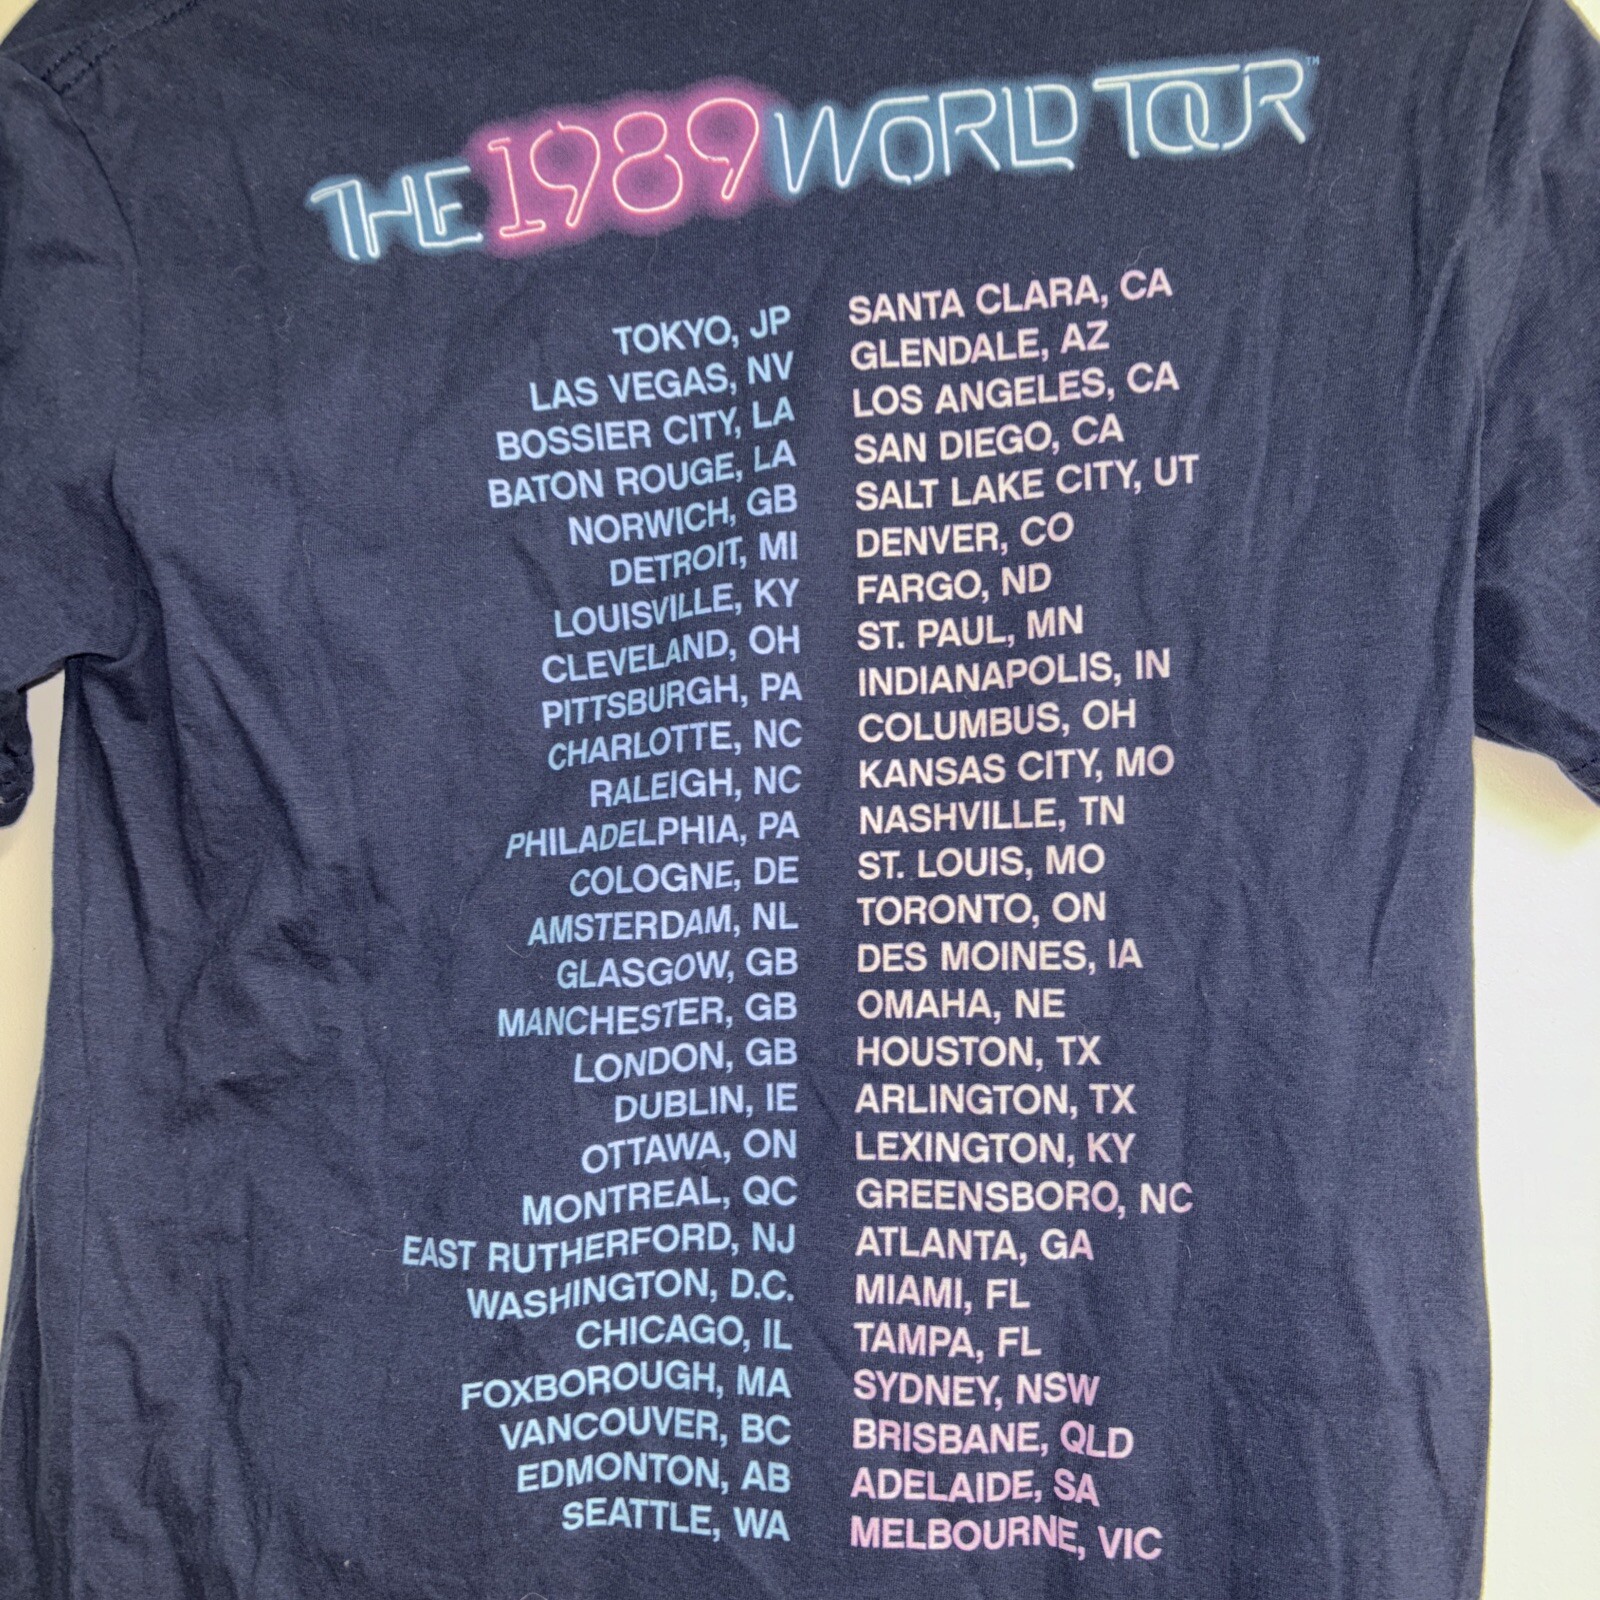 THE 1989 WORLD TOUR™
TOKYO, JP
LAS VEGAS, NV
BOSSIER CITY, LA
BATON ROUGE, LA
NORWICH, GB
DETROIT, MI
LOUISVILLE, KY
CLEVELAND, OH
PITTSBURGH, PA
CHARLOTTE, NC
RALEIGH, NC
PHILADELPHIA, PA
COLOGNE, DE
AMSTERDAM, NL
GLASGOW, GB
MANCHESTER, GB
LONDON, GB
DUBLIN, IE
OTTAWA, ON
MONTREAL, QC
EAST RUTHERFORD, NJ
WASHINGTON, D.C.
CHICAGO, IL
FOXBOROUGH, MA
VANCOUVER, BC
EDMONTON, AB
SEATTLE, WA
SANTA CLARA, CA
GLENDALE, AZ
LOS ANGELES, CA
SAN DIEGO, CA
SALT LAKE CITY, UT
DENVER, CO
FARGO, ND
ST. PAUL, MN
INDIANAPOLIS, IN
COLUMBUS, OH
KANSAS CITY, MO
NASHVILLE, TN
ST. LOUIS, MO
TORONTO, ON
DES MOINES, IA
OMAHA, NE
HOUSTON, TX
ARLINGTON, TX
LEXINGTON, KY
GREENSBORO, NC
ATLANTA, GA
MIAMI, FL
TAMPA, FL
SYDNEY, NSW
BRISBANE, QLD
ADELAIDE, SA
MELBOURNE, VIC